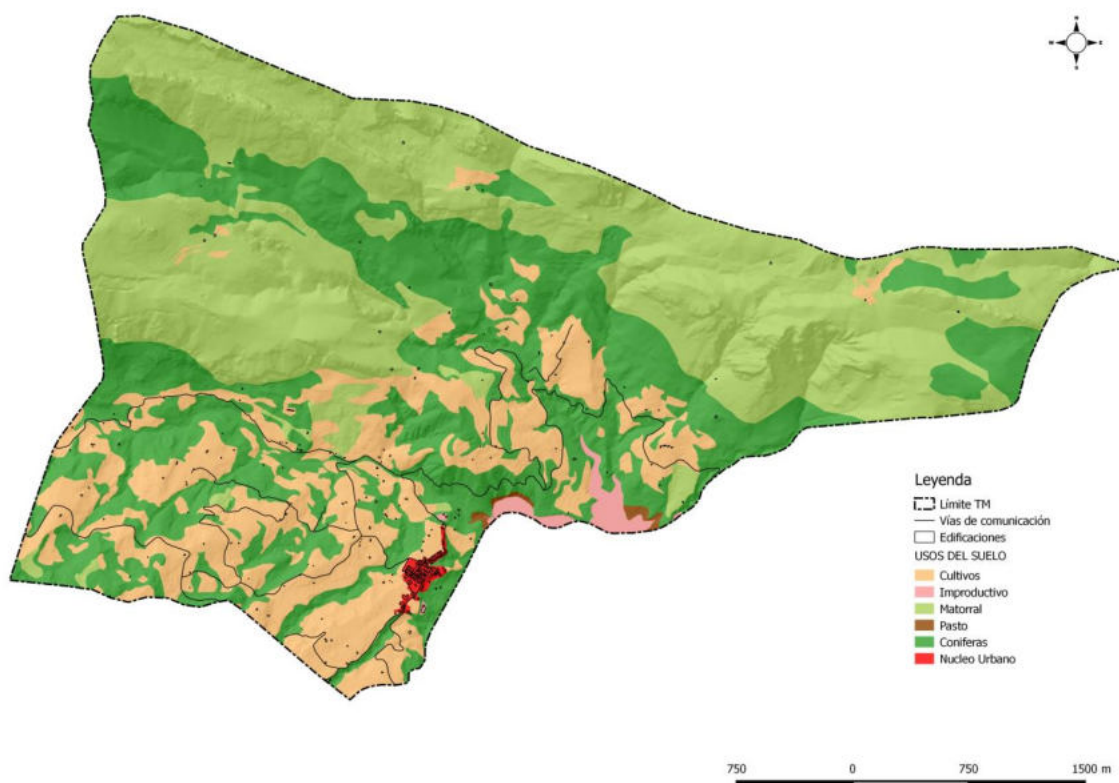 N
W E
S
Leyenda
Límite TM
Vías de comunicación
Edificaciones
USOS DEL SUELO
Cultivos
Improductivo
Matorral
Pasto
Coniferas
Nucleo Urbano
750 0 750 1500 m